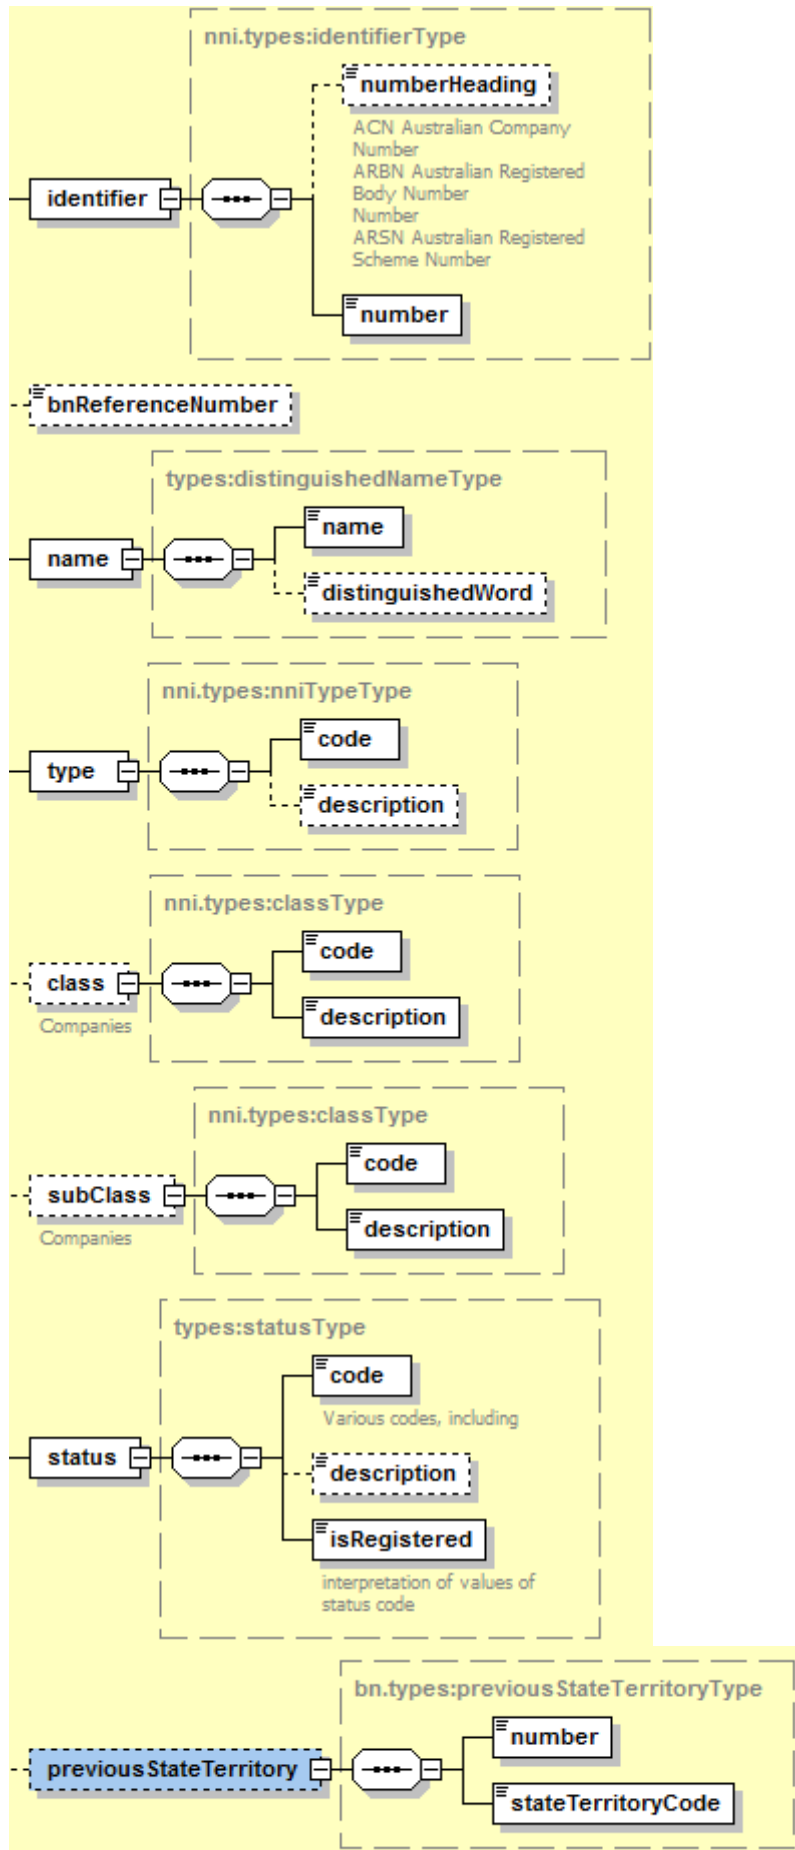 nni.types:identifierType
numberHeading
ACN Australian Company
Number
ARBN Australian Registered
Body Number
Number
ARSN Australian Registered
Scheme Number
identifier
number
bnReferenceNumber
types:distinguishedNameType
name
name
distinguishedWord
nni.types:nniTypeType
code
type
description
nni.types:classType
code
class
Companies
description
nni.types:classType
code
subClass
Companies
description
types:statusType
code
Various codes, including
status
description
isRegistered
interpretation of values of
status code
bn.types:previousStateTerritoryType
number
previousStateTerritory
stateTerritoryCode